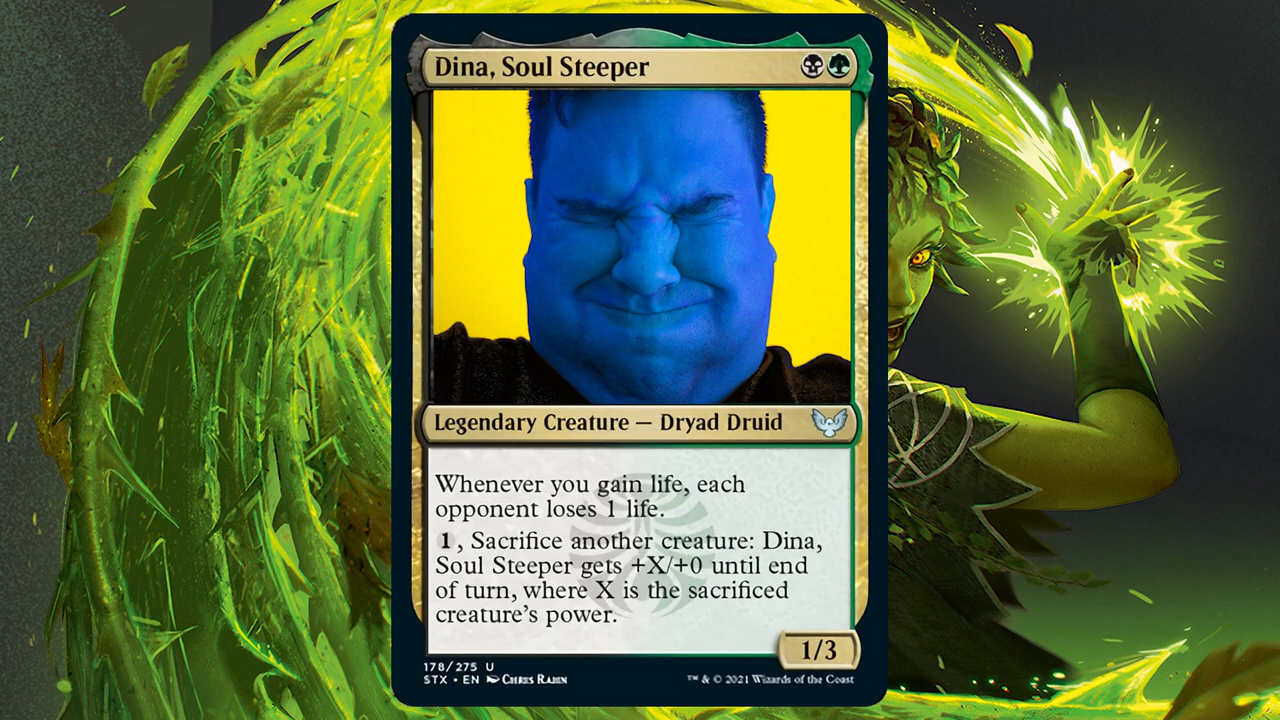 Dina, Soul Steeper
Legendary Creature — Dryad Druid
Whenever you gain life, each
opponent loses 1 life.
1, Sacrifice another creature: Dina,
Soul Steeper gets +X/+0 until end
of turn, where X is the sacrificed
creature's power.
1/3
178/275 U
STX • EN Chris Rahn
™ & © 2021 Wizards of the Coast